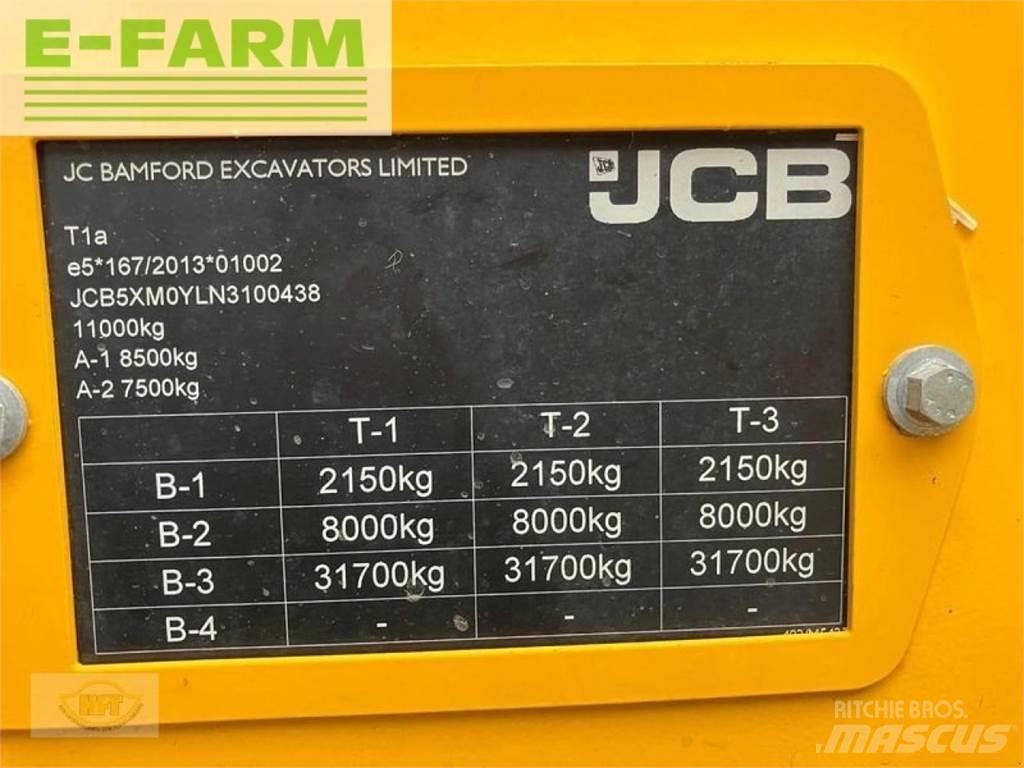 E-FARM
JC BAMFORD EXCAVATORS LIMITED
JCB
T1a
e5*167/2013*01002
JCB5XM0YLN3100438
11000kg
A-1 8500kg
A-2 7500kg
T-1 T-2 T-3
B-1 2150kg 2150kg 2150kg
B-2 8000kg 8000kg 8000kg
B-3 31700kg 31700kg 31700kg
B-4 - - -
HFT
RITCHIE BROS.
MASCUS